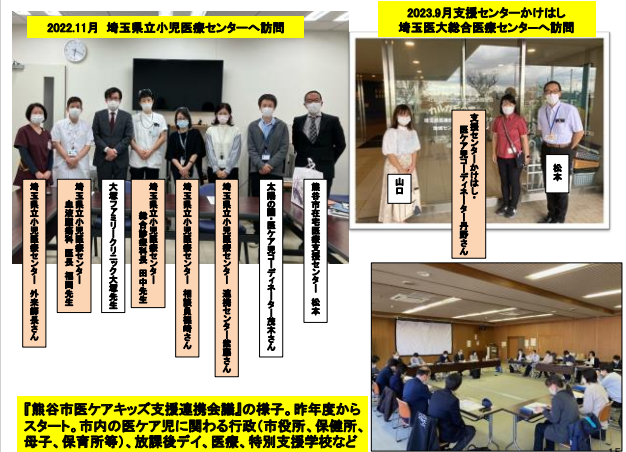 2022.11月　埼玉県立小児医療センターへ訪問
埼玉県立小児医療センター　外来師長さん
埼玉県立小児医療センター
血液腫瘍科　医長　福岡先生
大塚ファミリークリニック大塚先生
埼玉県立小児医療センター
総合診療科長　田中先生
埼玉県立小児医療センター　相談員篠崎さん
埼玉県立小児医療センター　連携センター齋藤さん
太陽の園・医ケア児コーディネーター茂木さん
熊谷市在宅医療支援センター　松本
2023.9月支援センターかけはし
埼玉医大総合医療センターへ訪問
山口
支援センターかけはし・
医ケア児コーディネーター丹野さん
松本
『熊谷市医ケアキッズ支援連携会議』の様子。昨年度から
スタート。市内の医ケア児に関わる行政（市役所、保健所、
母子、保育所等）、放課後デイ、医療、特別支援学校など
15